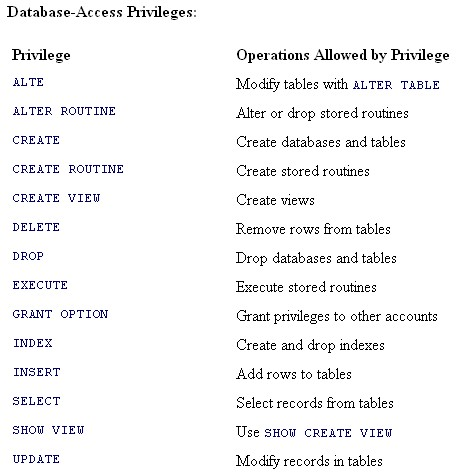 Database-Access Privileges:
Privilege Operations Allowed by Privilege
ALTE Modify tables with ALTER TABLE
ALTER ROUTINE Alter or drop stored routines
CREATE Create databases and tables
CREATE ROUTINE Create stored routines
CREATE VIEW Create views
DELETE Remove rows from tables
DROP Drop databases and tables
EXECUTE Execute stored routines
GRANT OPTION Grant privileges to other accounts
INDEX Create and drop indexes
INSERT Add rows to tables
SELECT Select records from tables
SHOW VIEW Use SHOW CREATE VIEW
UPDATE Modify records in tables